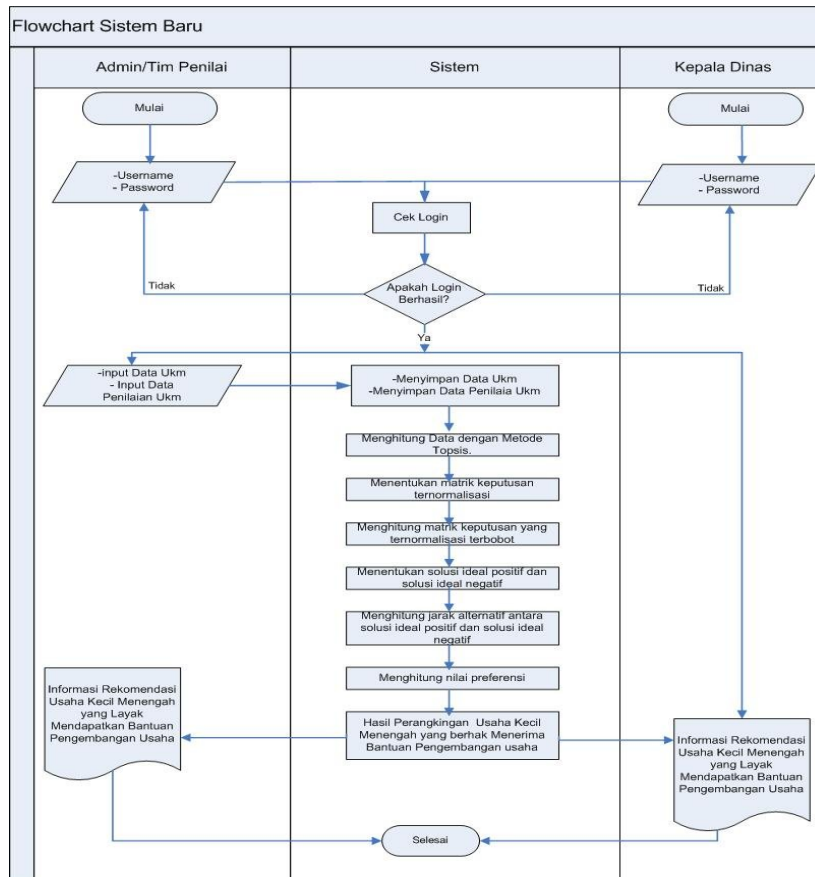 Flowchart Sistem Baru
Admin/Tim Penilai
Sistem
Kepala Dinas
Mulai
Mulai
-Username
- Password
-Username
- Password
Cek Login
Tidak
Apakah Login
Berhasil?
Tidak
Ya
-input Data Ukm
- Input Data
Penilaian Ukm
-Menyimpan Data Ukm
-Menyimpan Data Penilaia Ukm
Menghitung Data dengan Metode
Topsis.
Menentukan matrik keputusan
ternormalisasi
Menghitung matrik keputusan yang
ternormalisasi terbobot
Menentukan solusi ideal positif dan
solusi ideal negatif
Menghitung jarak alternatif antara
solusi ideal positif dan solusi ideal
negatif
Menghitung nilai preferensi
Informasi Rekomendasi
Usaha Kecil Menengah
yang Layak
Mendapatkan Bantuan
Pengembangan Usaha
Hasil Perangkingan Usaha Kecil
Menengah yang berhak Menerima
Bantuan Pengembangan usaha
Informasi Rekomendasi
Usaha Kecil Menengah
yang Layak
Mendapatkan Bantuan
Pengembangan Usaha
Selesai